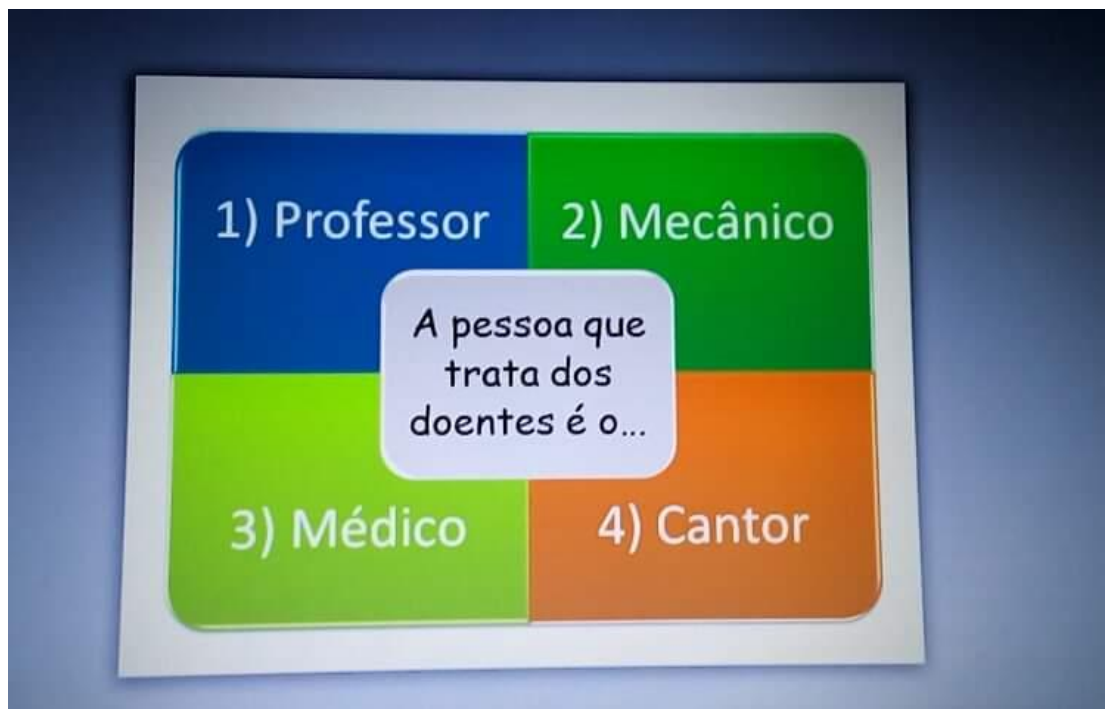 1) Professor
2) Mecânico
A pessoa que
trata dos
doentes é o...
3) Médico
4) Cantor